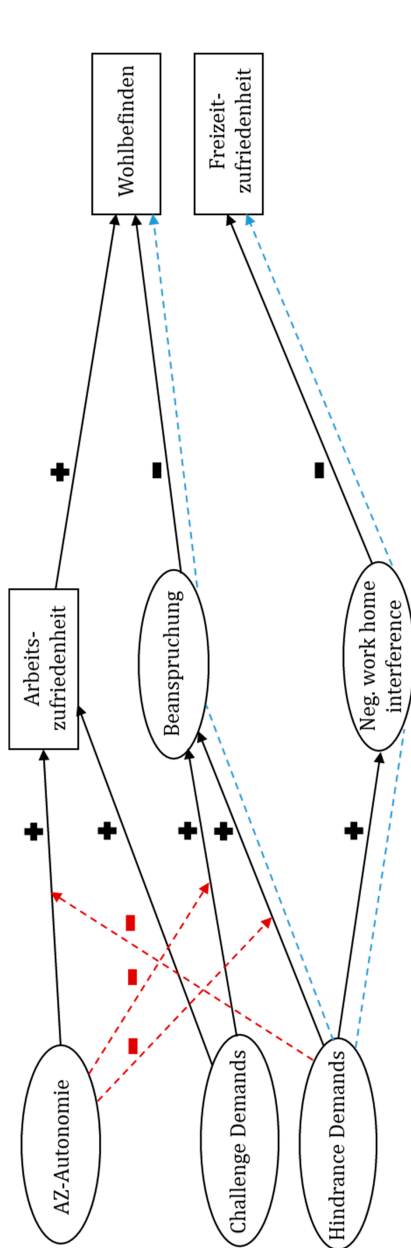 AZ-Autonomie
Challenge Demands
Hindrance Demands
+
+
+
+
+
-
-
-
Arbeits-
zufriedenheit
Beanspruchung
Neg. work home
interference
+
-
-
Wohlbefinden
Freizeit-
zufriedenheit